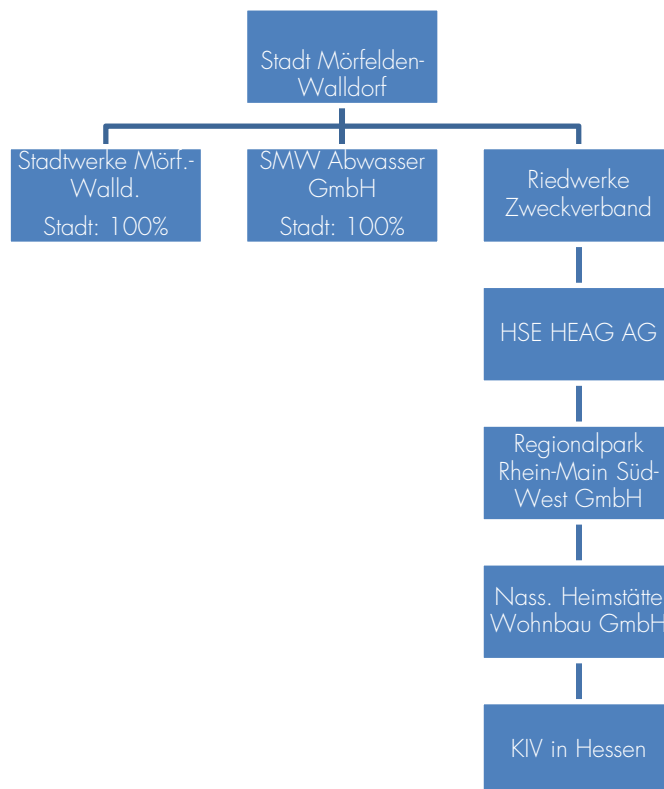 Stadt Mörfelden-
Walldorf
Stadtwerke Mörf.-
Walld.
Stadt: 100%
SMW Abwasser
GmbH
Stadt: 100%
Riedwerke
Zweckverband
HSE HEAG AG
Regionalpark
Rhein-Main Süd-
West GmbH
Nass. Heimstätte
Wohnbau GmbH
KIV in Hessen